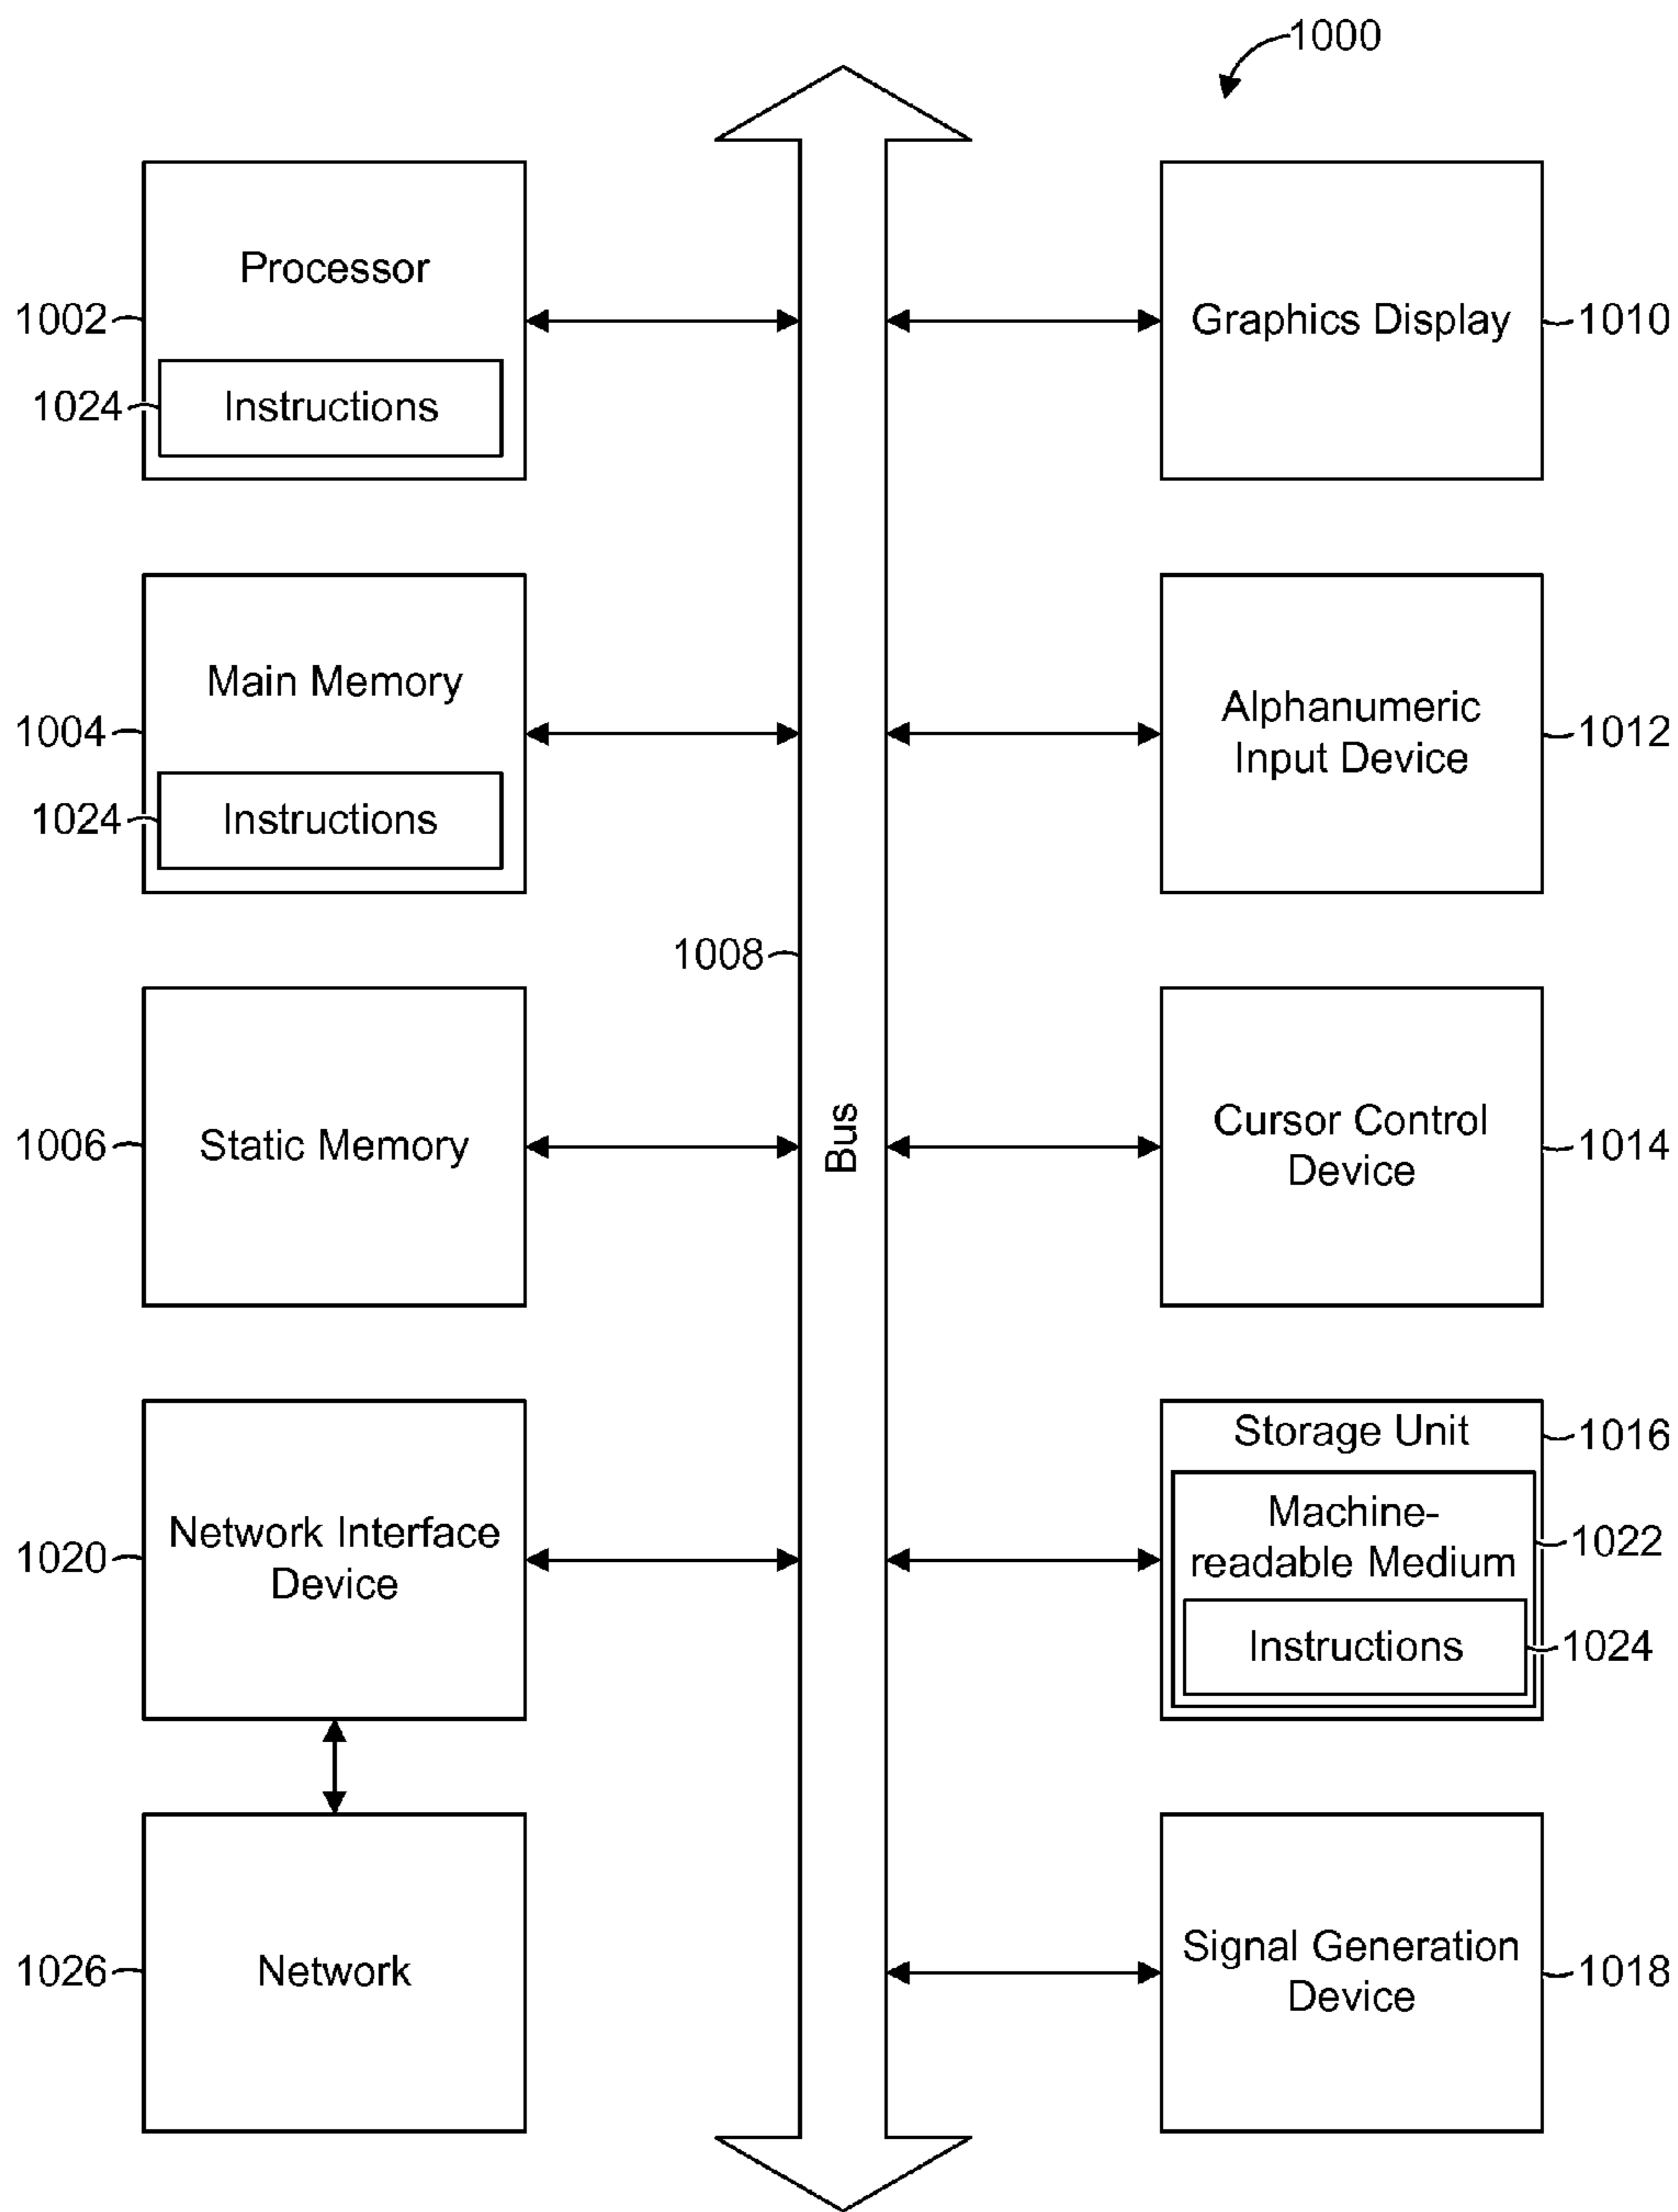 1000
Processor
1002
1024
Instructions
Graphics Display
1010
Main Memory
1004
1024
Instructions
Alphanumeric
Input Device
1012
1008
Bus
Static Memory
1006
Cursor Control
Device
1014
Network Interface
Device
1020
Storage Unit
1016
Machine-
readable Medium
1022
Instructions
1024
Network
1026
Signal Generation
Device
1018